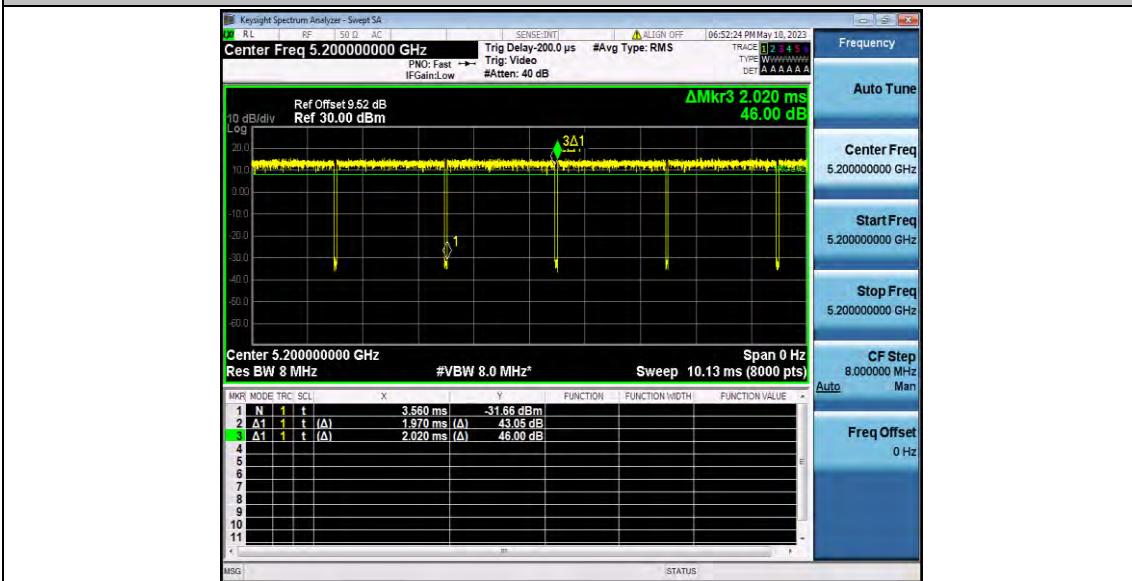 Keysight Spectrum Analyzer - Swept SA
RL RF 50 Ω AC SENSE:INT ALIGN OFF 06:52:24 PM May 10, 2023
Center Freq 5.200000000 GHz
PNO: Fast
IFGain:Low
Trig Delay-200.0 µs
Trig: Video
#Atten: 40 dB
#Avg Type: RMS
TRACE 1 2 3 4 5 6
TYPE WWWWWW
DET A A A A A A
ΔMkr3 2.020 ms
46.00 dB
Ref Offset 9.52 dB
10 dB/div Ref 30.00 dBm
Log
20.0
10.0
0.00
-10.0
-20.0
-30.0
-40.0
-50.0
-60.0
3Δ1
1
Center 5.200000000 GHz Span 0 Hz
Res BW 8 MHz #VBW 8.0 MHz* Sweep 10.13 ms (8000 pts)
MKR MODE TRC SCL X Y FUNCTION FUNCTION WIDTH FUNCTION VALUE
1 N 1 t 3.560 ms -31.66 dBm
2 Δ1 1 t (Δ) 1.970 ms (Δ) 43.05 dB
3 Δ1 1 t (Δ) 2.020 ms (Δ) 46.00 dB
4
5
6
7
8
9
10
11
MSG STATUS
Frequency
Auto Tune
Center Freq
5.200000000 GHz
Start Freq
5.200000000 GHz
Stop Freq
5.200000000 GHz
CF Step
8.000000 MHz
Auto Man
Freq Offset
0 Hz